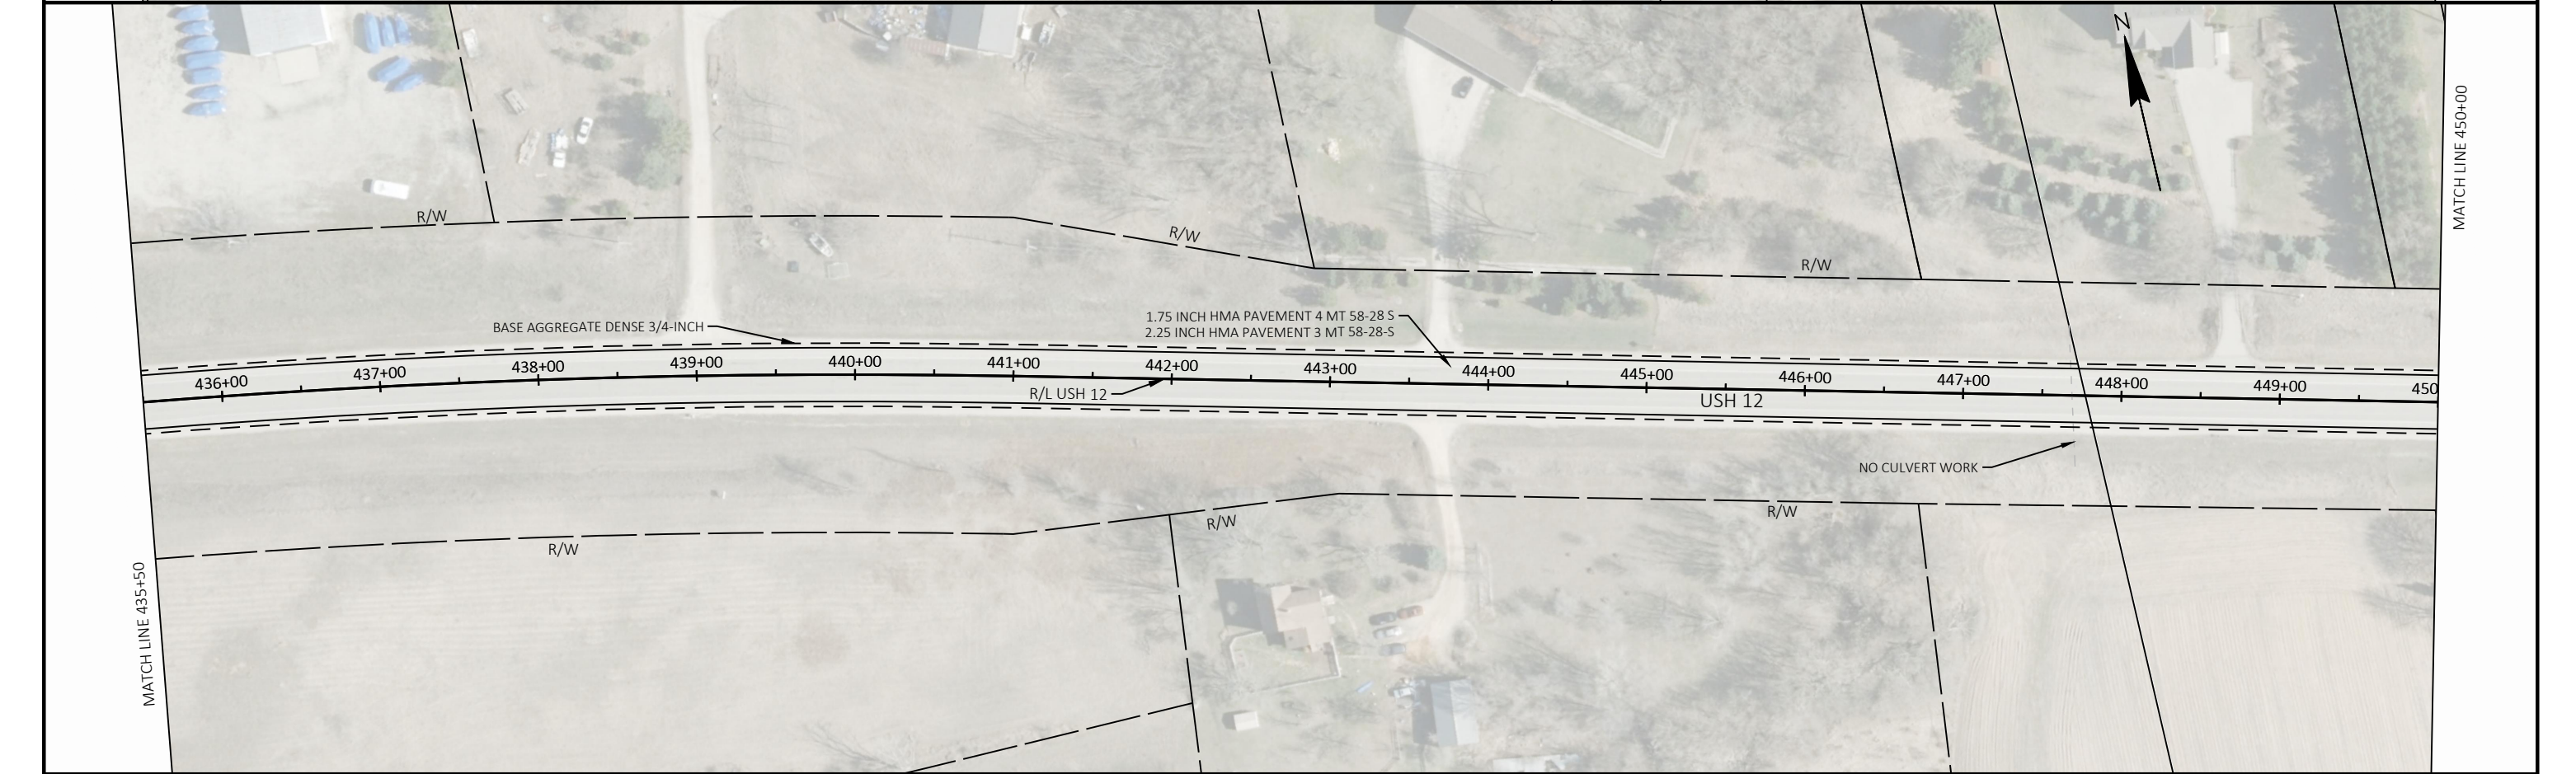 N
MATCH LINE 450+00
R/W
R/W
R/W
BASE AGGREGATE DENSE 3/4-INCH
1.75 INCH HMA PAVEMENT 4 MT 58-28 S
2.25 INCH HMA PAVEMENT 3 MT 58-28-S
436+00
437+00
438+00
439+00
440+00
441+00
442+00
443+00
444+00
445+00
446+00
447+00
448+00
449+00
450
R/L USH 12
USH 12
NO CULVERT WORK
R/W
R/W
R/W
MATCH LINE 435+50